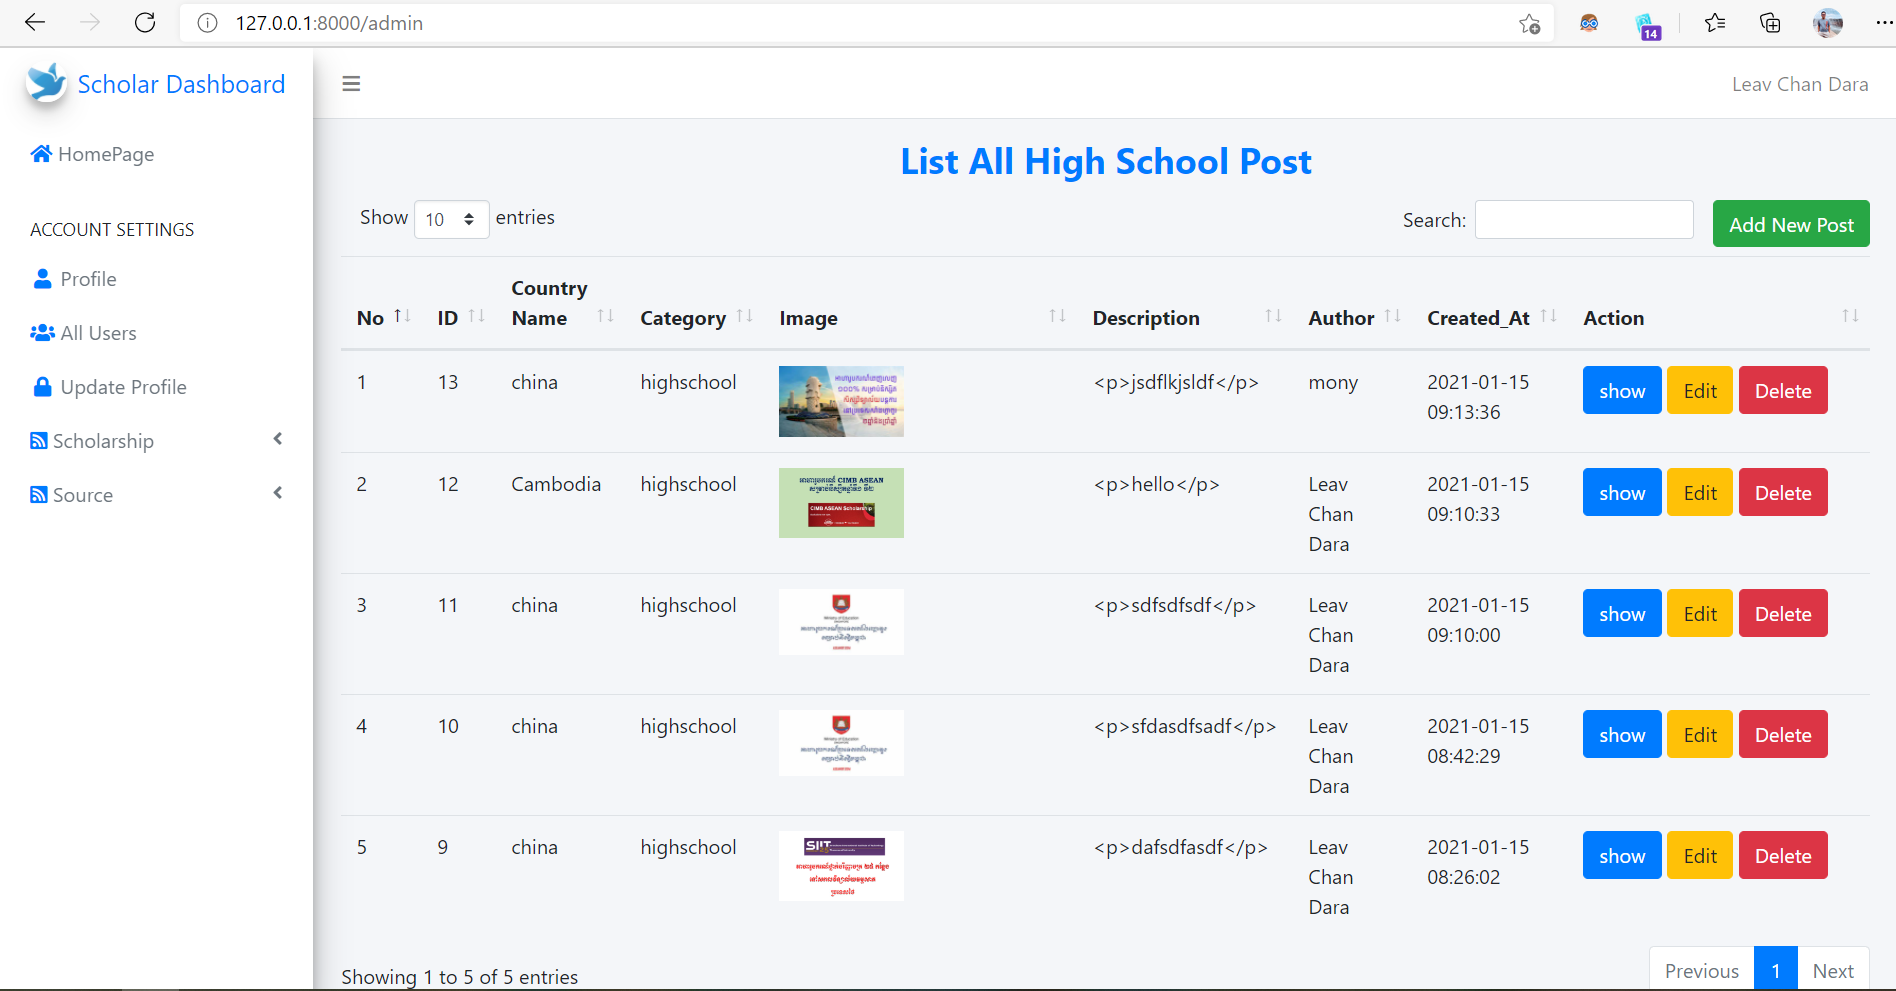 127.0.0.1:8000/admin
14
Scholar Dashboard
Leav Chan Dara
HomePage
ACCOUNT SETTINGS
Profile
All Users
Update Profile
Scholarship
Source
List All High School Post
Show 10 entries
Search:
Add New Post
No ID Country Name Category Image Description Author Created_At Action
1 13 china highschool <p>jsdflkjsldf</p> mony 2021-01-15 09:13:36 show Edit Delete
2 12 Cambodia highschool <p>hello</p> Leav Chan Dara 2021-01-15 09:10:33 show Edit Delete
CIMB ASEAN
CIMB ASEAN Scholarship
3 11 china highschool <p>sdfsdfsdf</p> Leav Chan Dara 2021-01-15 09:10:00 show Edit Delete
4 10 china highschool <p>sfdasdfsadf</p> Leav Chan Dara 2021-01-15 08:42:29 show Edit Delete
5 9 china highschool <p>dafsdfasdf</p> Leav Chan Dara 2021-01-15 08:26:02 show Edit Delete
SIIT
Showing 1 to 5 of 5 entries
Previous 1 Next